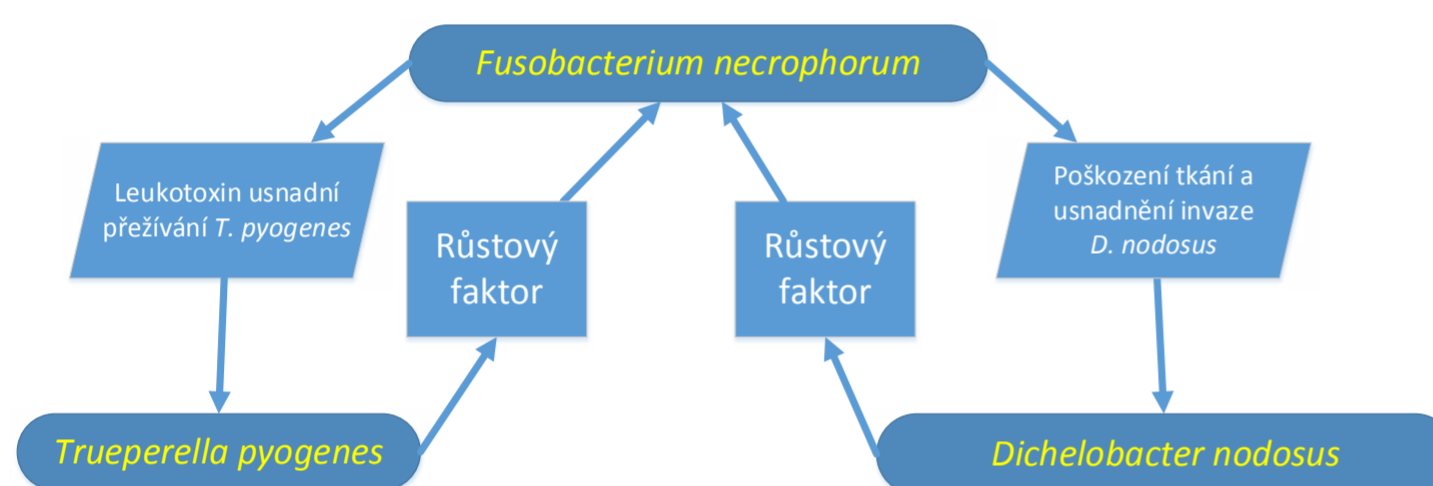 Fusobacterium necrophorum
Leukotoxin usnadní
přežívání T. pyogenes
Růstový
faktor
Růstový
faktor
Poškození tkání a
usnadnění invaze
D. nodosus
Trueperella pyogenes
Dichelobacter nodosus